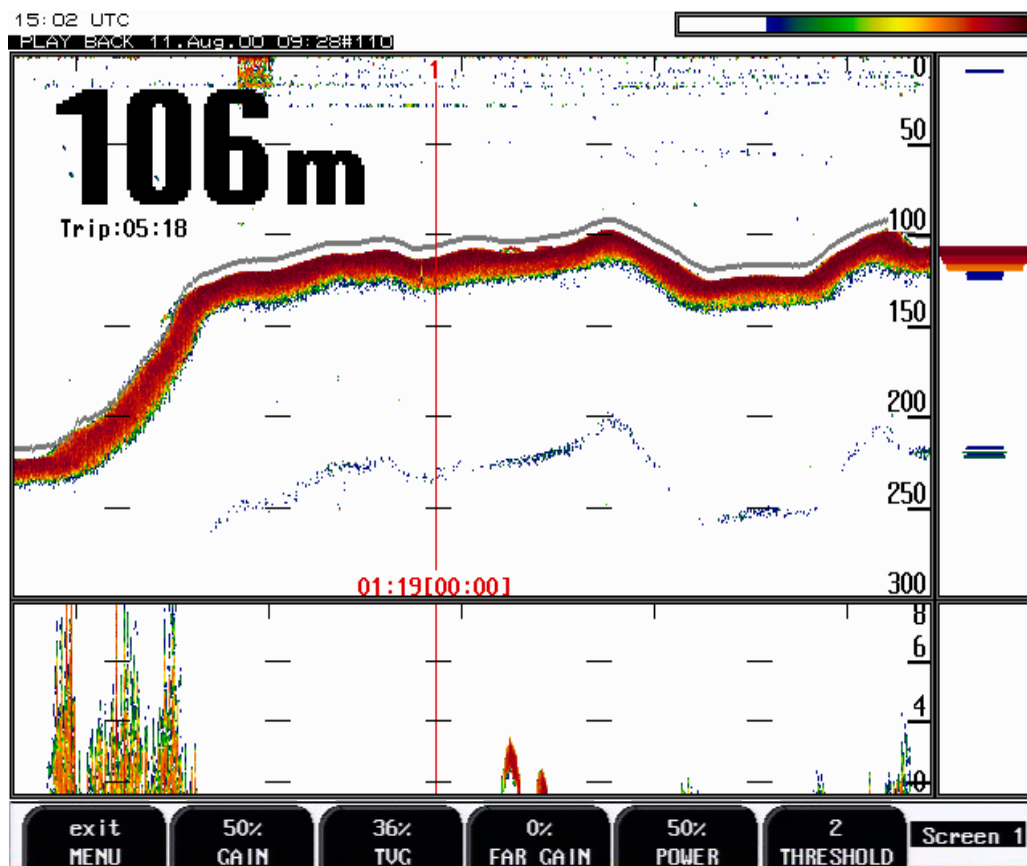 15:02 UTC
PLAY BACK 11.Aug.00 09:28#110
1
0
106 m
50
Trip:05:18
100
150
200
250
01:19[00:00]
300
8
6
4
0
exit
MENU
50%
GAIN
36%
TVG
0%
FAR GAIN
50%
POWER
2
THRESHOLD
Screen 1